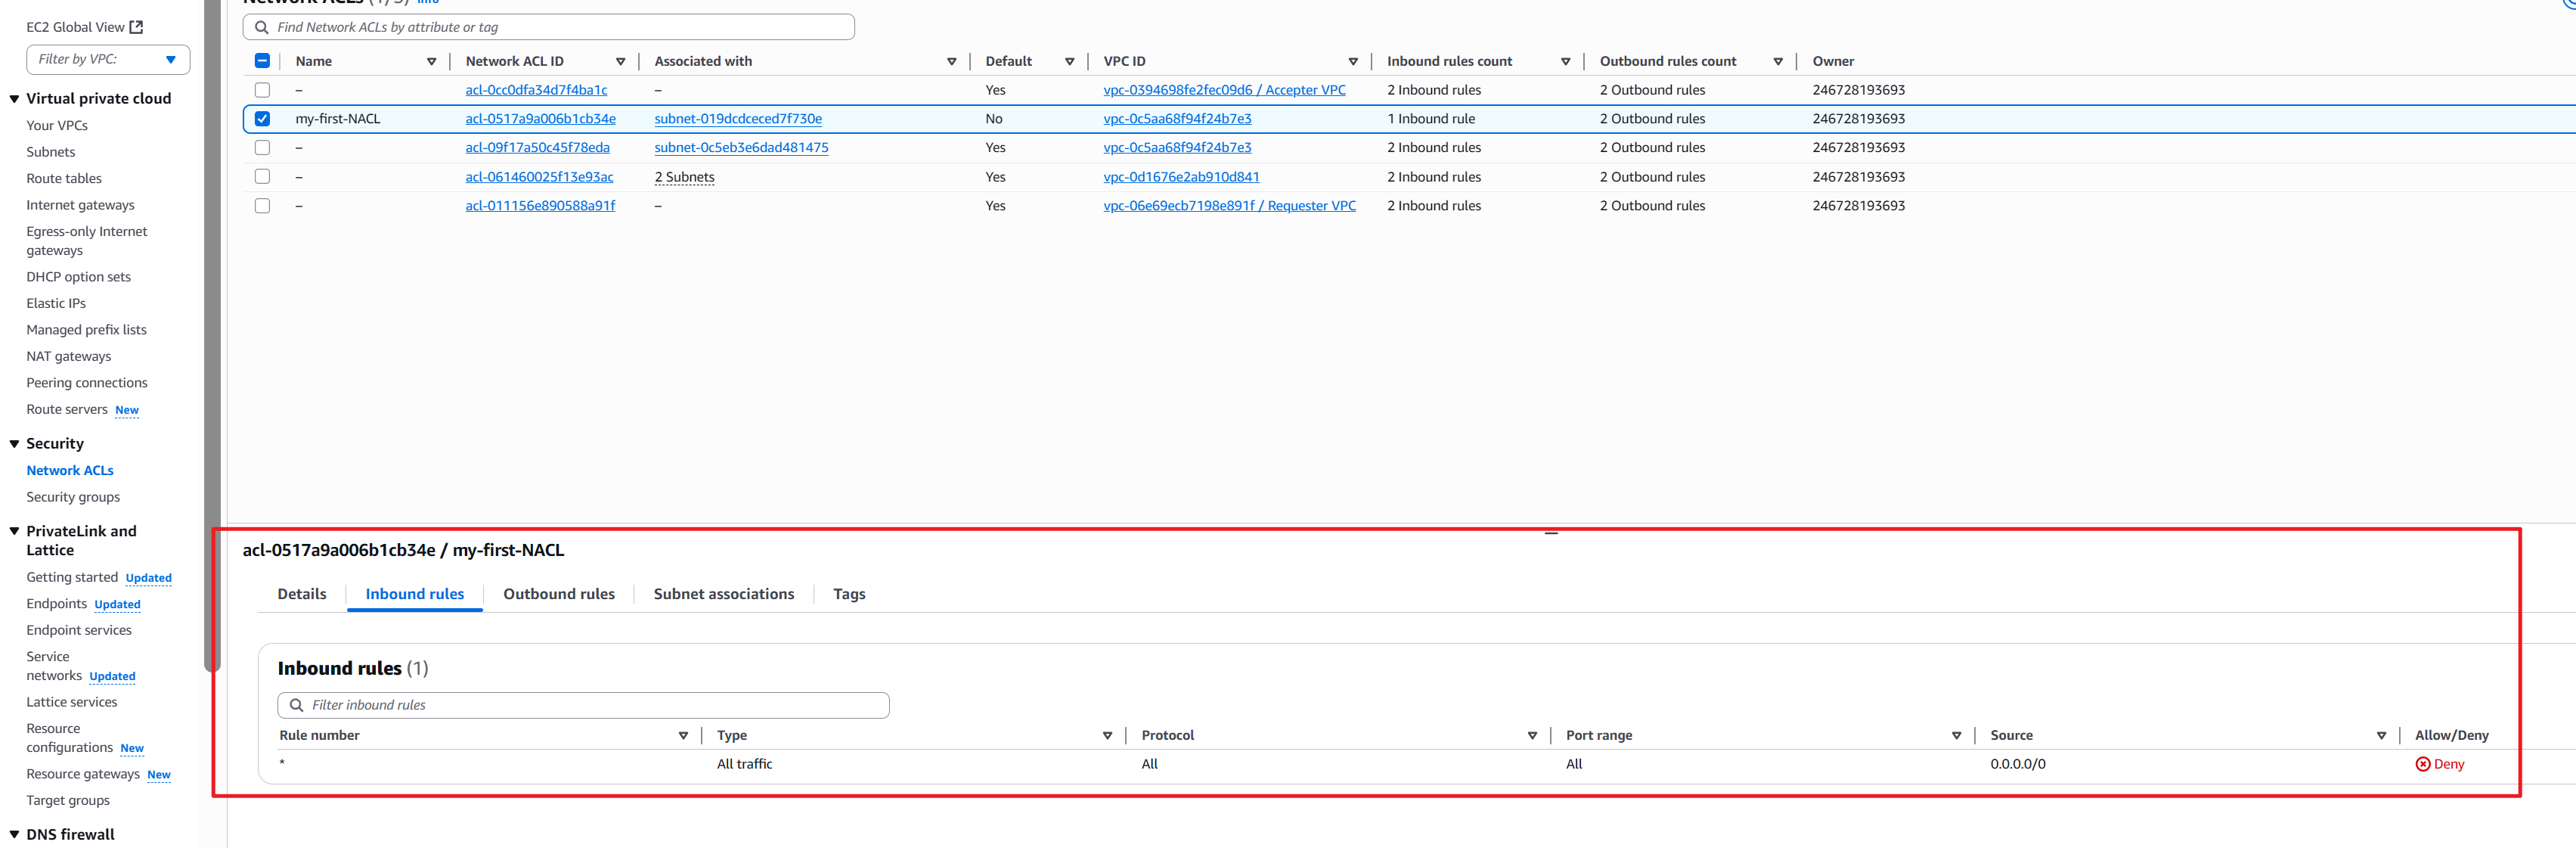 Network ACLs (1/5) Info
EC2 Global View
Find Network ACLs by attribute or tag
Filter by VPC:
Name Network ACL ID Associated with Default VPC ID Inbound rules count Outbound rules count Owner
– acl-0cc0dfa34d7f4ba1c – Yes vpc-0394698fe2fec09d6 / Accepter VPC 2 Inbound rules 2 Outbound rules 246728193693
my-first-NACL acl-0517a9a006b1cb34e subnet-019dcdceced7f730e No vpc-0c5aa68f94f24b7e3 1 Inbound rule 2 Outbound rules 246728193693
– acl-09f17a50c45f78eda subnet-0c5eb3e6dad481475 Yes vpc-0c5aa68f94f24b7e3 2 Inbound rules 2 Outbound rules 246728193693
– acl-061460025f13e93ac 2 Subnets Yes vpc-0d1676e2ab910d841 2 Inbound rules 2 Outbound rules 246728193693
– acl-011156e890588a91f – Yes vpc-06e69ecb7198e891f / Requester VPC 2 Inbound rules 2 Outbound rules 246728193693
Virtual private cloud
Your VPCs
Subnets
Route tables
Internet gateways
Egress-only Internet
gateways
DHCP option sets
Elastic IPs
Managed prefix lists
NAT gateways
Peering connections
Route servers New
Security
Network ACLs
Security groups
PrivateLink and
Lattice
Getting started Updated
Endpoints Updated
Endpoint services
Service
networks Updated
Lattice services
Resource
configurations New
Resource gateways New
Target groups
DNS firewall
acl-0517a9a006b1cb34e / my-first-NACL
Details Inbound rules Outbound rules Subnet associations Tags
Inbound rules (1)
Filter inbound rules
Rule number Type Protocol Port range Source Allow/Deny
* All traffic All All 0.0.0.0/0 Deny